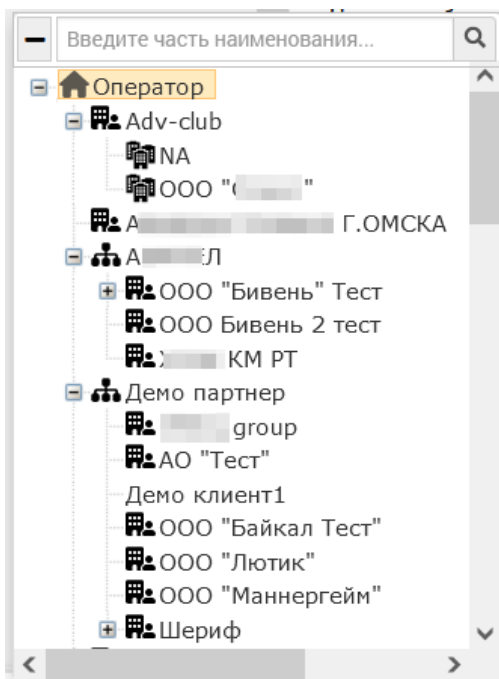 Введите часть наименования...
Оператор
Adv-club
NA
ООО " "
А Г.ОМСКА
А ЕЛ
ООО "Бивень" Тест
ООО Бивень 2 тест
КМ РТ
Демо партнер
group
АО "Тест"
Демо клиент1
ООО "Байкал Тест"
ООО "Лютик"
ООО "Маннергейм"
Шериф